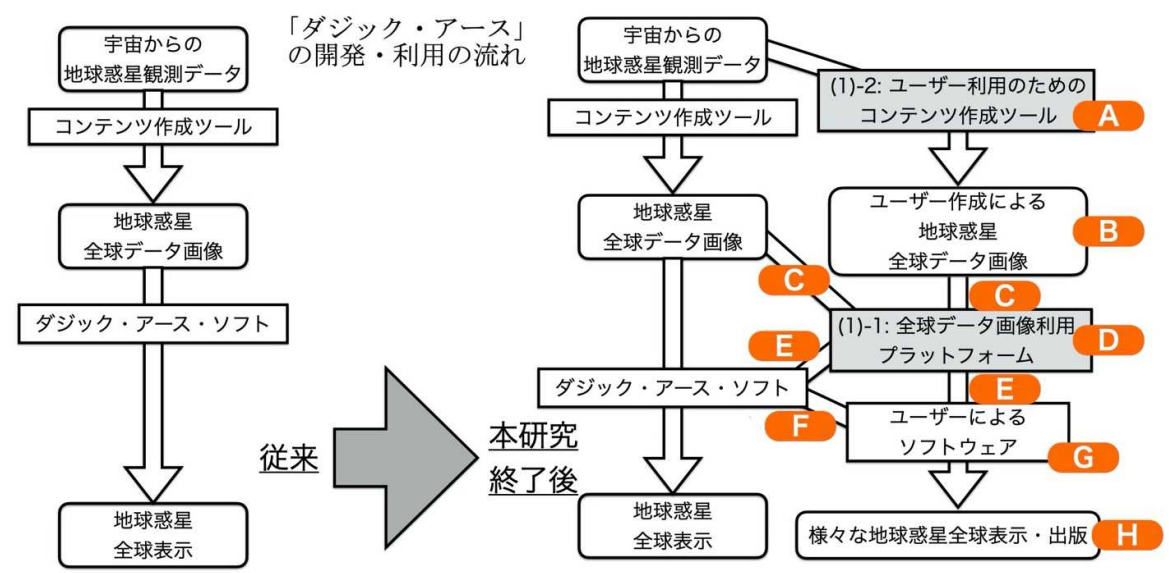 「ダジック・アース」
の開発・利用の流れ
宇宙からの
地球惑星観測データ
コンテンツ作成ツール
地球惑星
全球データ画像
ダジック・アース・ソフト
地球惑星
全球表示
従来
本研究
終了後
宇宙からの
地球惑星観測データ
コンテンツ作成ツール
地球惑星
全球データ画像
ダジック・アース・ソフト
地球惑星
全球表示
(1)-2: ユーザー利用のための
コンテンツ作成ツール
A
ユーザー作成による
地球惑星
全球データ画像
B
C
C
(1)-1: 全球データ画像利用
プラットフォーム
D
E
E
F
ユーザーによる
ソフトウェア
G
様々な地球惑星全球表示・出版
H